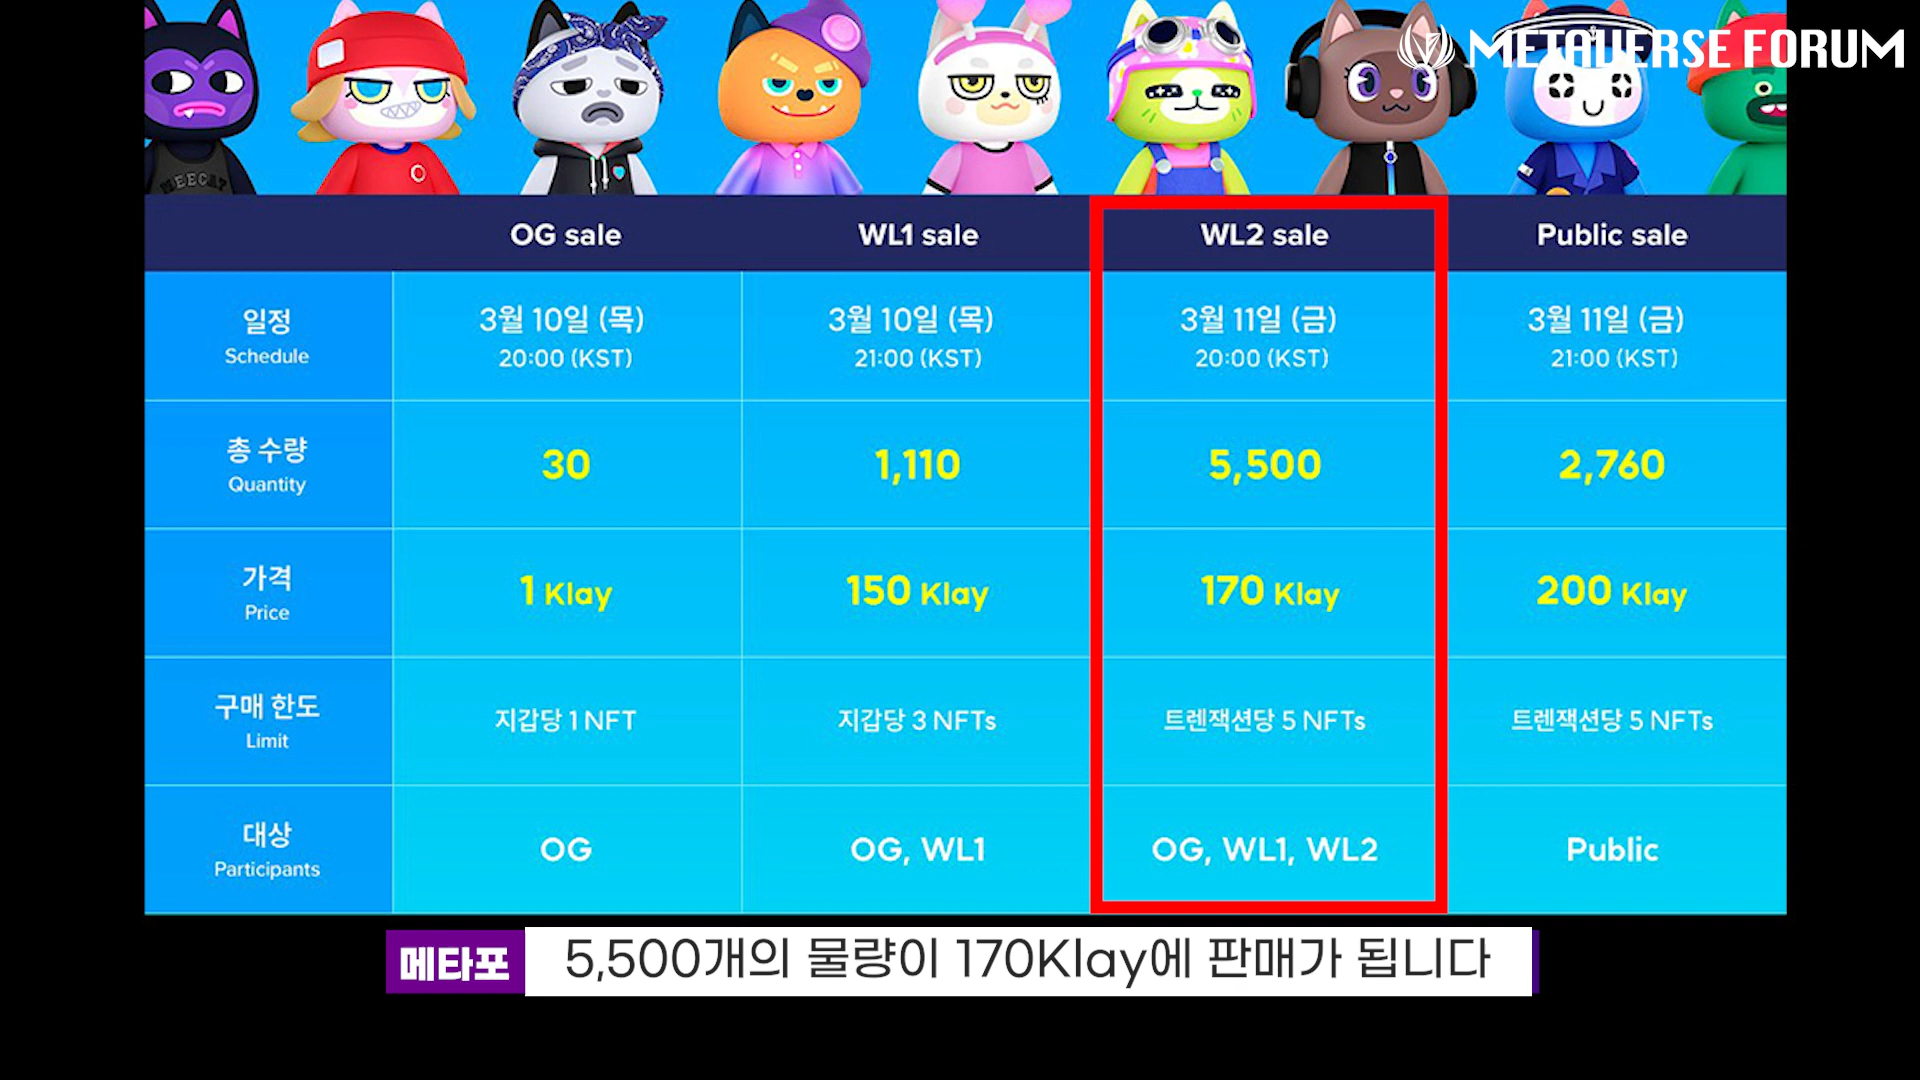 METAVERSE FORUM
MEECAT
OG sale
WL1 sale
WL2 sale
Public sale
일정
Schedule
3월 10일 (목)
20:00 (KST)
3월 10일 (목)
21:00 (KST)
3월 11일 (금)
20:00 (KST)
3월 11일 (금)
21:00 (KST)
총 수량
Quantity
30
1,110
5,500
2,760
가격
Price
1 Klay
150 Klay
170 Klay
200 Klay
구매 한도
Limit
지갑당 1 NFT
지갑당 3 NFTs
트렌잭션당 5 NFTs
트렌잭션당 5 NFTs
대상
Participants
OG
OG, WL1
OG, WL1, WL2
Public
메타포
5,500개의 물량이 170Klay에 판매가 됩니다